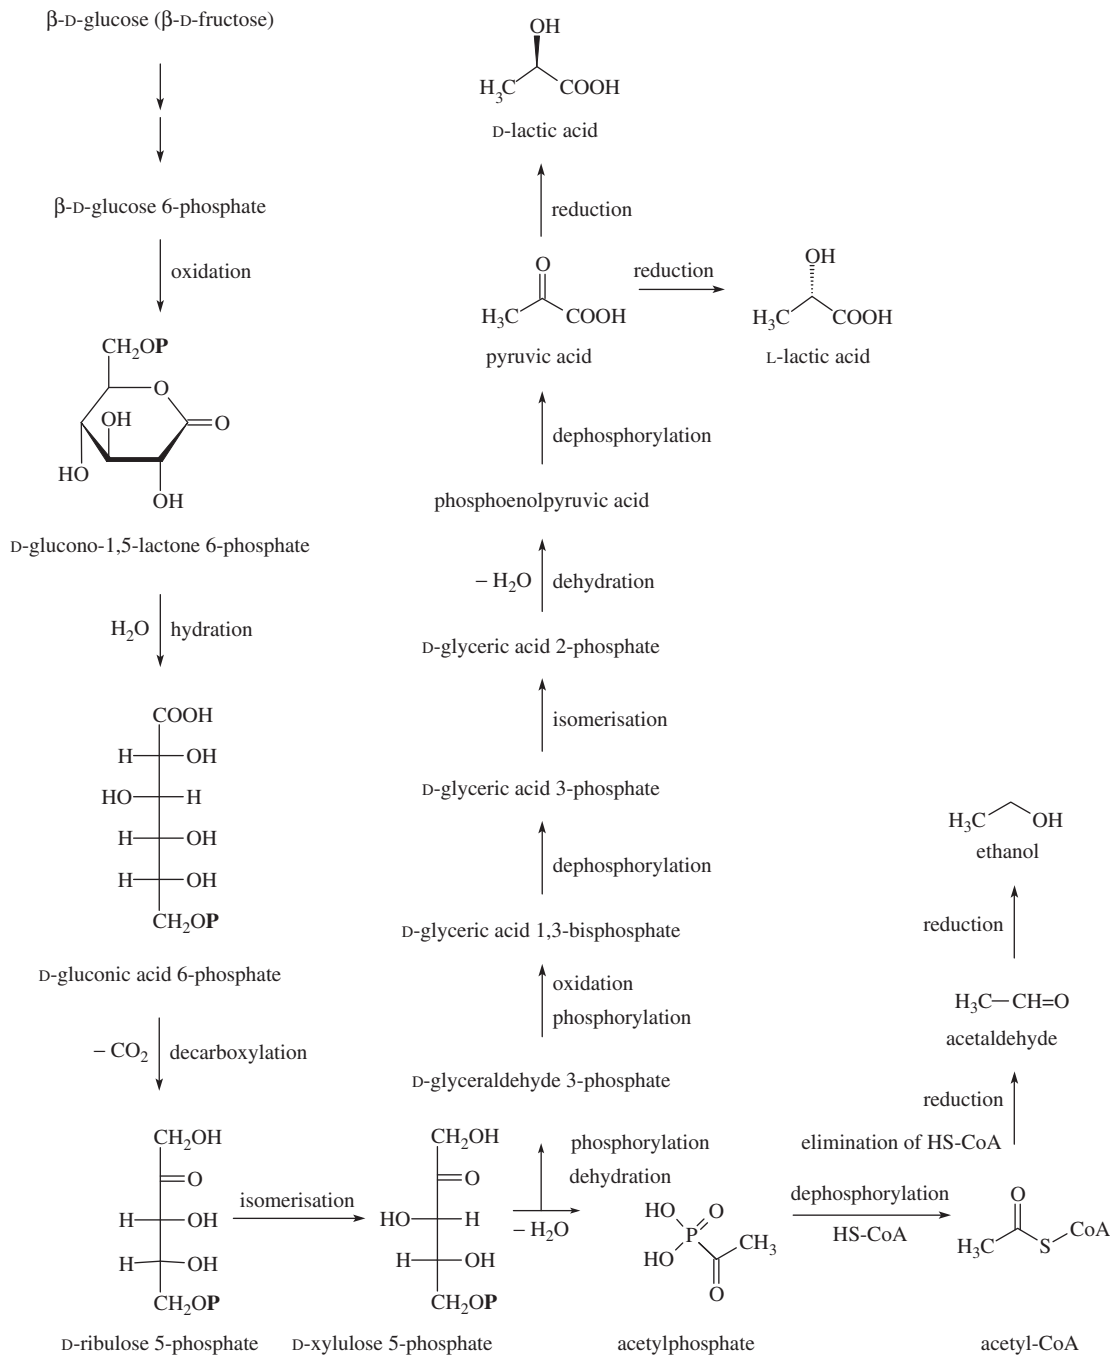 β-D-glucose (β-D-fructose)
β-D-glucose 6-phosphate
oxidation
CH₂OP
O
OH
O
HO
OH
D-glucono-1,5-lactone 6-phosphate
H₂O hydration
COOH
H OH
HO H
H OH
H OH
CH₂OP
D-gluconic acid 6-phosphate
– CO₂ decarboxylation
CH₂OH
O
H OH
H OH
CH₂OP
D-ribulose 5-phosphate
isomerisation
CH₂OH
O
HO H
H OH
CH₂OP
D-xylulose 5-phosphate
– H₂O
phosphorylation
dehydration
D-glyceraldehyde 3-phosphate
oxidation
phosphorylation
D-glyceric acid 1,3-bisphosphate
dephosphorylation
D-glyceric acid 3-phosphate
isomerisation
D-glyceric acid 2-phosphate
– H₂O dehydration
phosphoenolpyruvic acid
dephosphorylation
O
H₃C COOH
pyruvic acid
reduction
OH
H₃C COOH
D-lactic acid
reduction
OH
H₃C COOH
L-lactic acid
HO O
P
HO CH₃
O
acetylphosphate
dephosphorylation
HS-CoA
O
H₃C S CoA
acetyl-CoA
reduction
elimination of HS-CoA
H₃C–CH=O
acetaldehyde
reduction
H₃C OH
ethanol